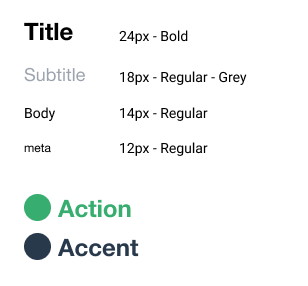 Title 24px - Bold
Subtitle 18px - Regular - Grey
Body 14px - Regular
meta 12px - Regular
Action
Accent